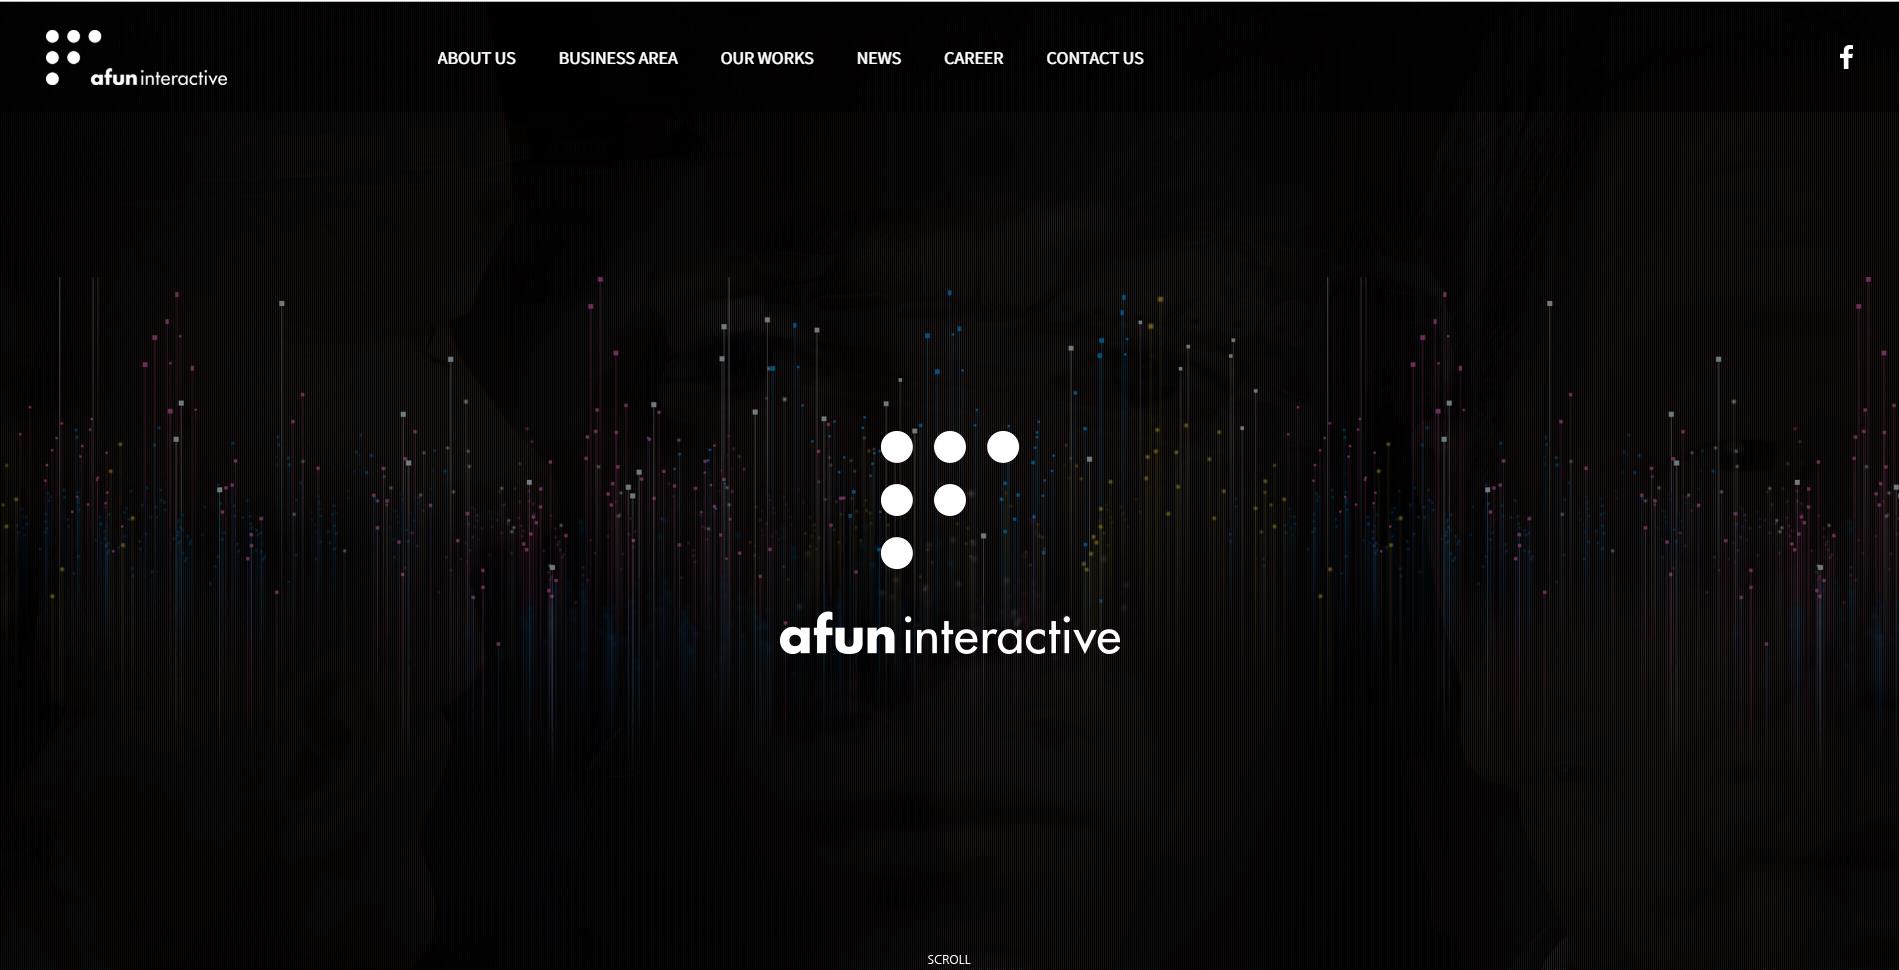 afun interactive
ABOUT US
BUSINESS AREA
OUR WORKS
NEWS
CAREER
CONTACT US
f
afun interactive
SCROLL